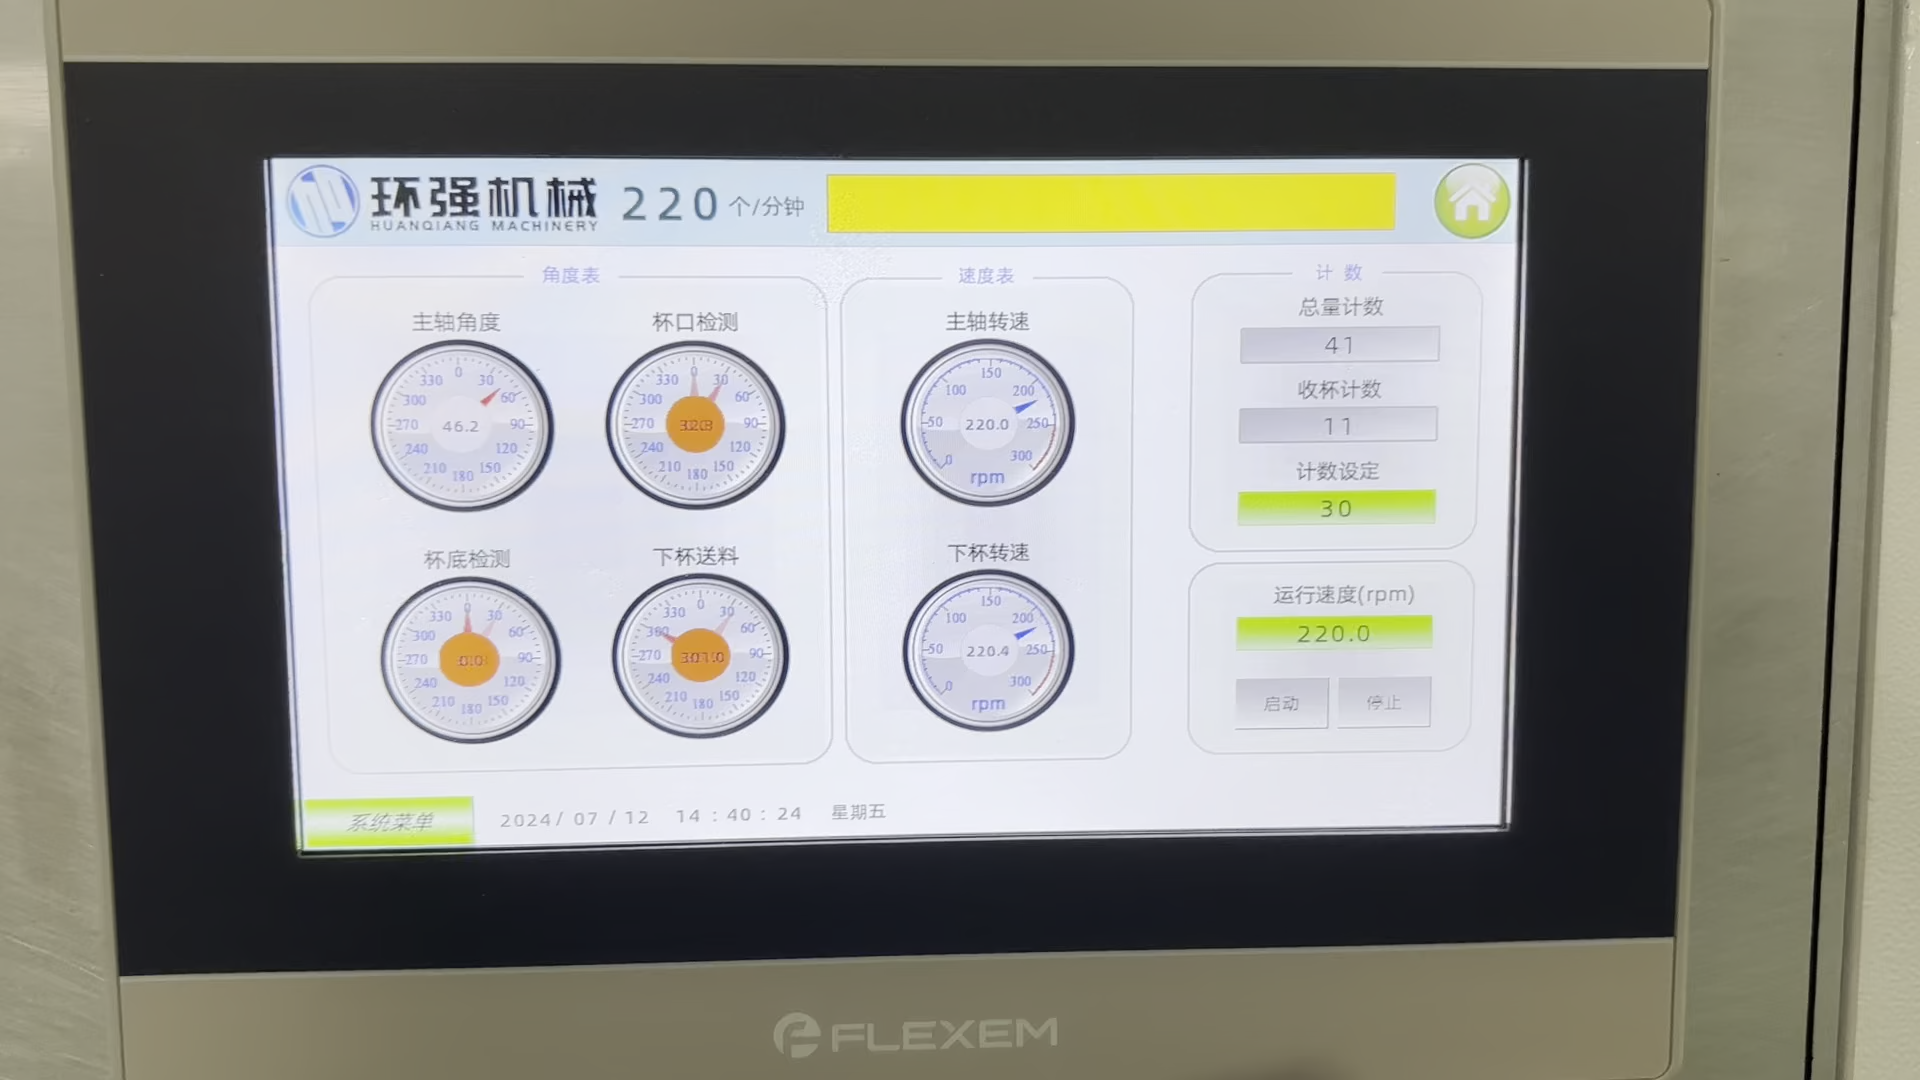 环强机械
HUANQIANG MACHINERY
220 个/分钟
角度表
主轴角度
0 30 60 90 120 150 180 210 240 270 300 330
46.2
杯口检测
0 30 60 90 120 150 180 210 240 270 300 330
杯底检测
0 30 60 90 120 150 180 210 240 270 300 330
下杯送料
0 30 60 90 120 150 180 210 240 270 300 330
速度表
主轴转速
0 50 100 150 200 250 300
220.0
rpm
下杯转速
0 50 100 150 200 250 300
220.4
rpm
计 数
总量计数
41
收杯计数
11
计数设定
30
运行速度(rpm)
220.0
启动 停止
系统菜单 2024/ 07 / 12 14 : 40 : 24 星期五
FLEXEM